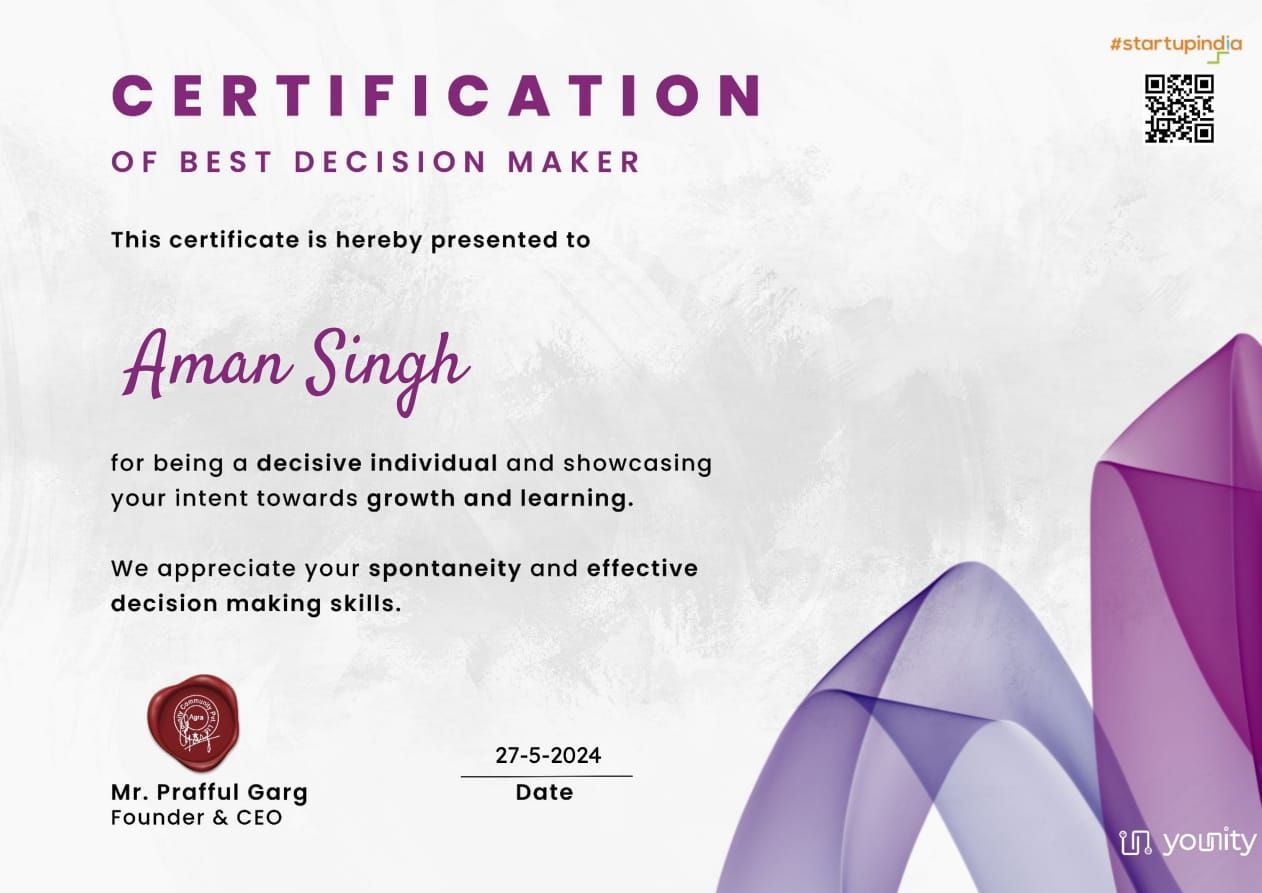 #startupindia
CERTIFICATION
OF BEST DECISION MAKER
This certificate is hereby presented to
Aman Singh
for being a decisive individual and showcasing
your intent towards growth and learning.
We appreciate your spontaneity and effective
decision making skills.
Community Pvt. Ltd.
Agra
27-5-2024
Mr. Prafful Garg
Date
Founder & CEO
younity